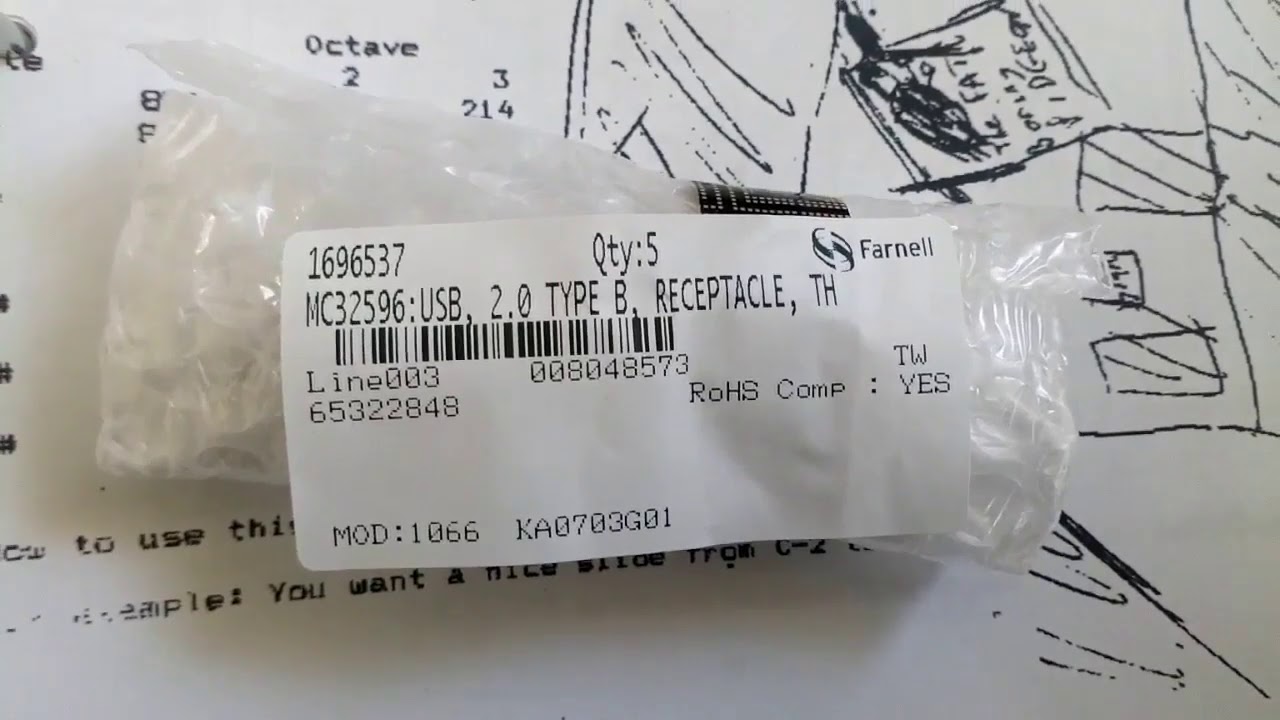 Octave
2 3
214
1696537 Qty:5 Farnell
MC32596:USB, 2.0 TYPE B, RECEPTACLE, TH
Line003 008048573 TW
65322848 RoHS Comp : YES
MOD:1066 KA0703G01
to use this
You want a nice slide from C-2